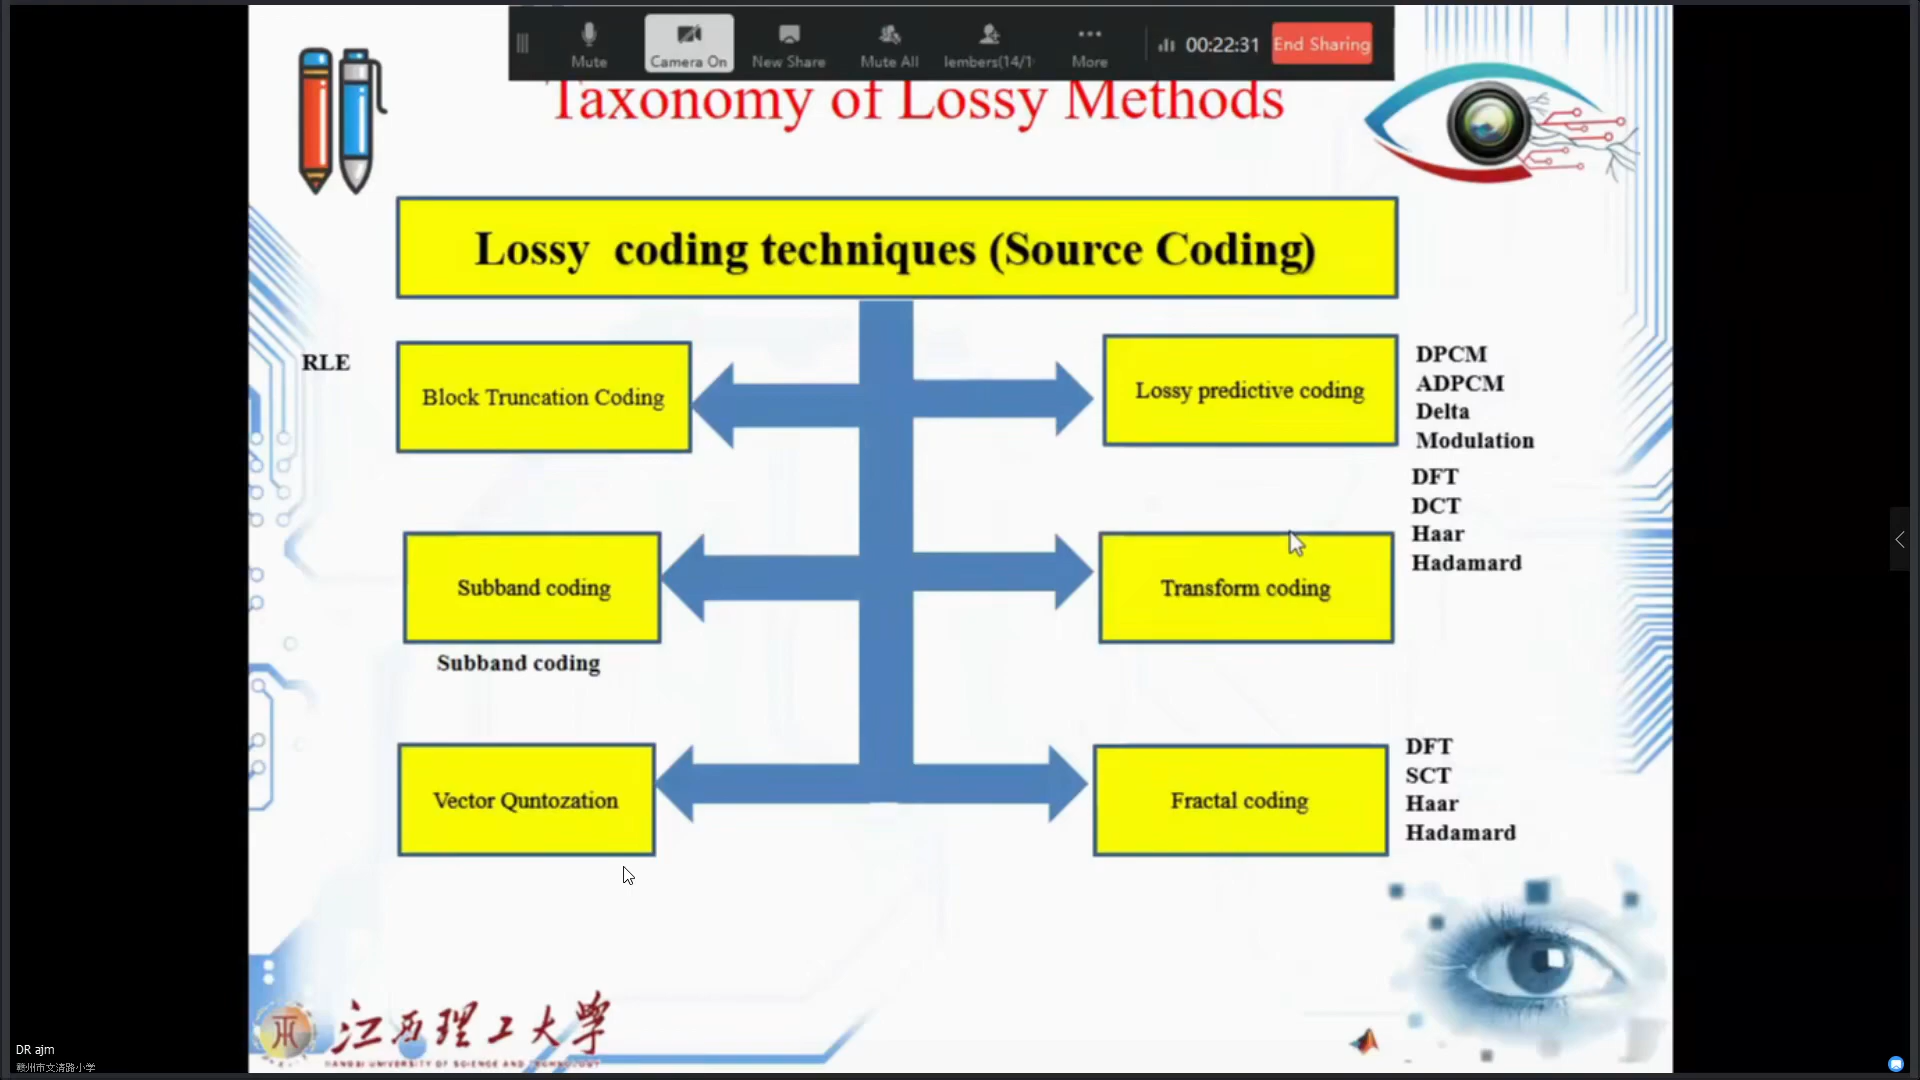 Mute
Camera On
New Share
Mute All
lembers(14/1
More
00:22:31
End Sharing
Taxonomy of Lossy Methods
Lossy coding techniques (Source Coding)
RLE
Block Truncation Coding
Lossy predictive coding
DPCM
ADPCM
Delta
Modulation
DFT
DCT
Haar
Hadamard
Subband coding
Transform coding
Subband coding
Vector Quntozation
Fractal coding
DFT
SCT
Haar
Hadamard
江西理工大学
JIANGXI UNIVERSITY OF SCIENCE AND TECHNOLOGY
DR ajm
赣州市文清路小学